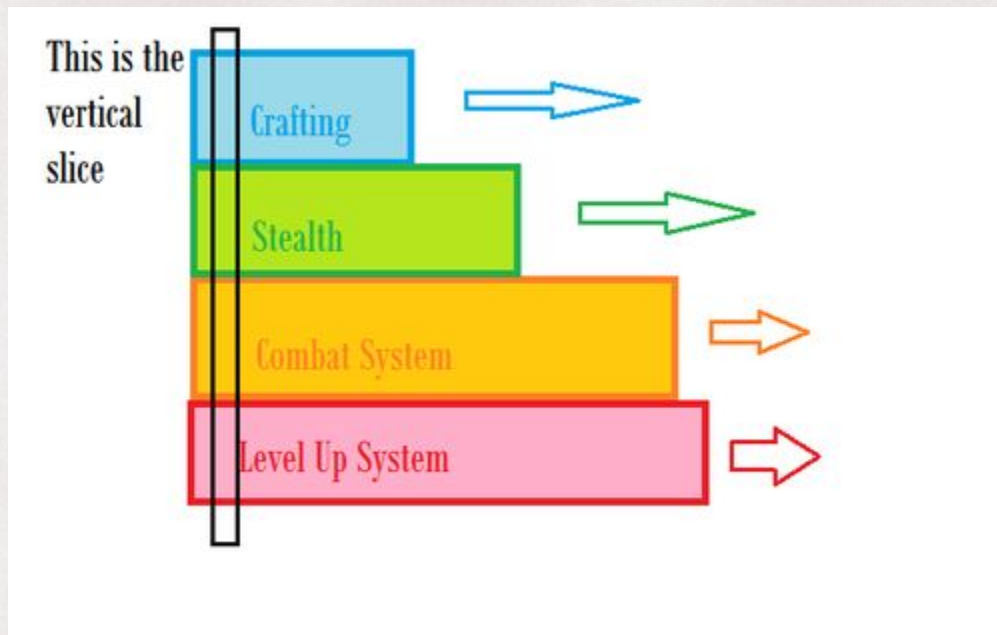 This is the
vertical
slice
Crafting
Stealth
Combat System
Level Up System